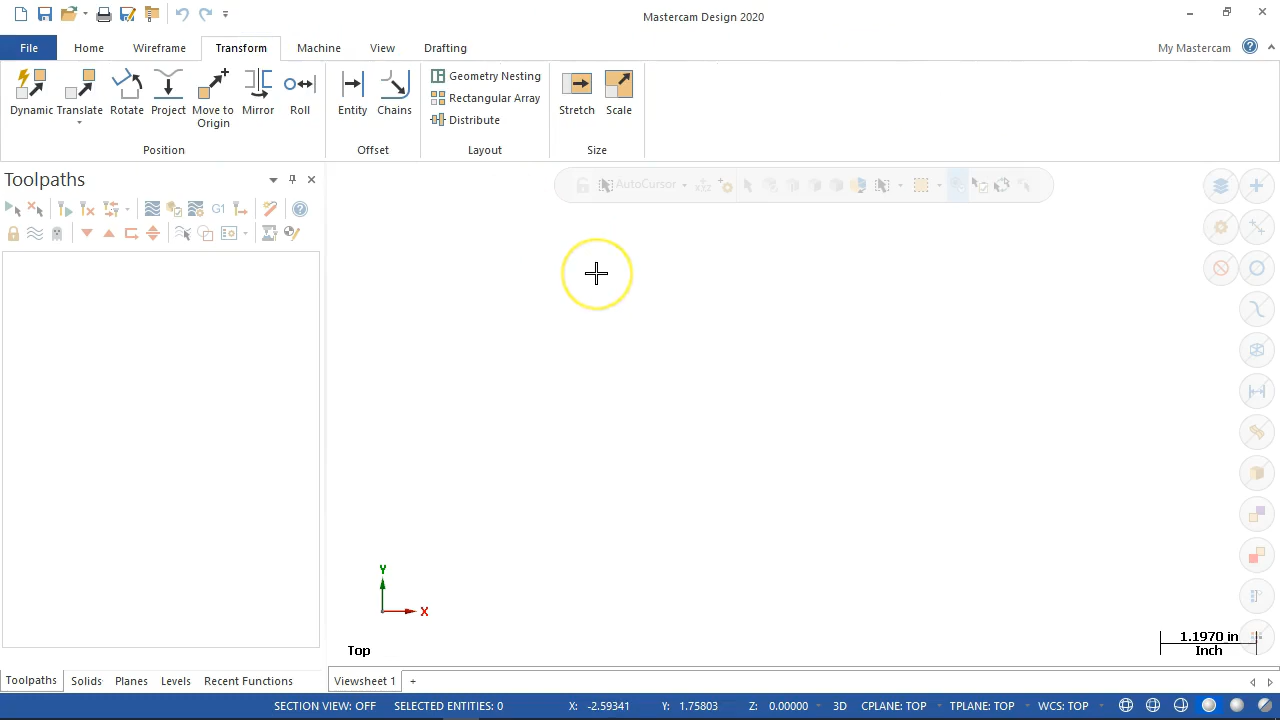 Mastercam Design 2020
File Home Wireframe Transform Machine View Drafting My Mastercam
Dynamic Translate Rotate Project Move to Origin Mirror Roll
Position
Entity Chains
Offset
Geometry Nesting
Rectangular Array
Distribute
Layout
Stretch Scale
Size
Toolpaths
AutoCursor
G1
Y
X
Top
1.1970 in
Inch
Toolpaths Solids Planes Levels Recent Functions
Viewsheet 1 +
SECTION VIEW: OFF SELECTED ENTITIES: 0 X: -2.59341 Y: 1.75803 Z: 0.00000 3D CPLANE: TOP TPLANE: TOP WCS: TOP